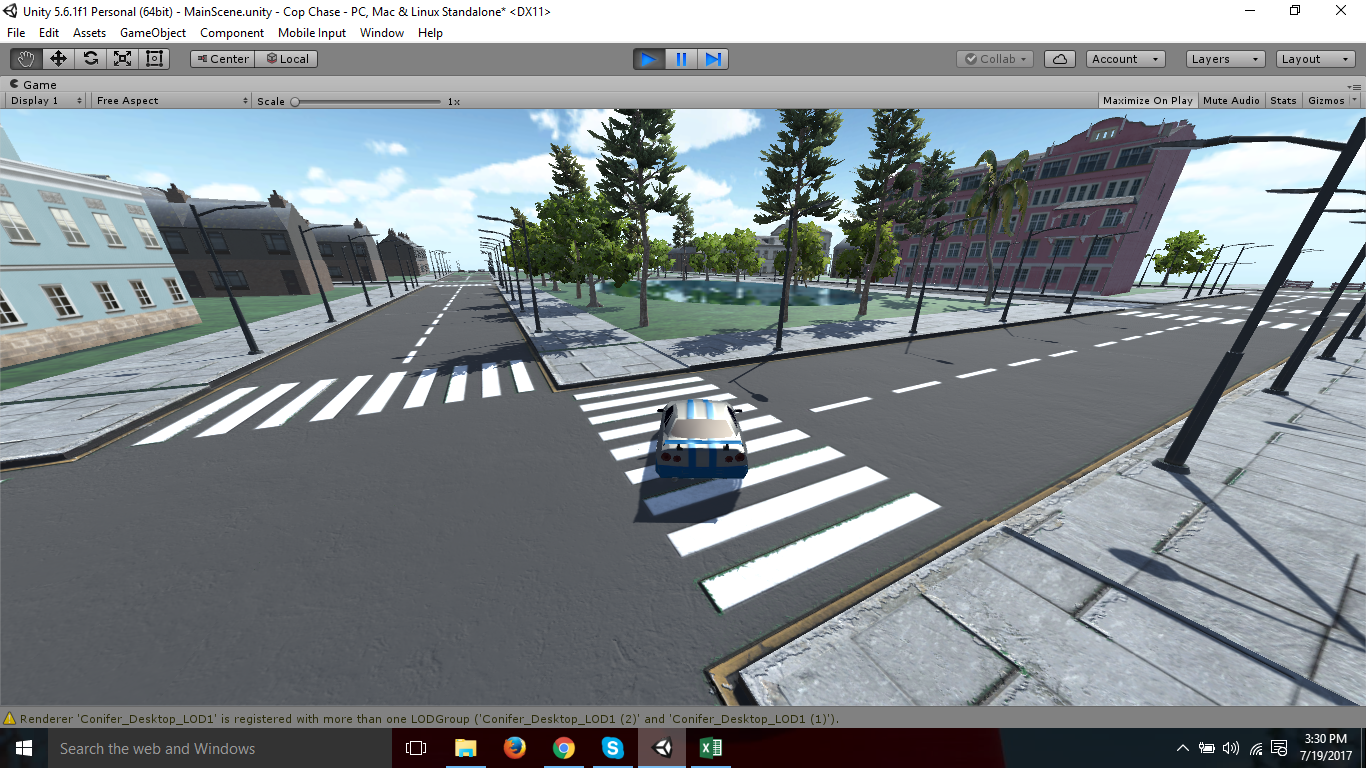 Unity 5.6.1f1 Personal (64bit) - MainScene.unity - Cop Chase - PC, Mac & Linux Standalone* <DX11>
File Edit Assets GameObject Component Mobile Input Window Help
Center Local Collab Account Layers Layout
Game
Display 1 Free Aspect Scale 1x Maximize On Play Mute Audio Stats Gizmos
Renderer 'Conifer_Desktop_LOD1' is registered with more than one LODGroup ('Conifer_Desktop_LOD1 (2)' and 'Conifer_Desktop_LOD1 (1)').
Search the web and Windows
3:30 PM
7/19/2017